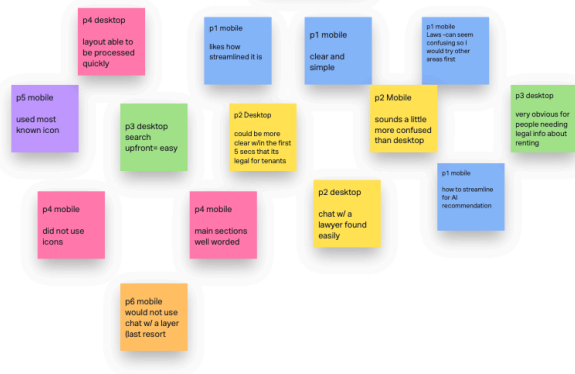 p4 desktop
layout able to
be processed
quickly
p1 mobile
likes how
streamlined it is
p1 mobile
clear and
simple
p1 mobile
Laws -can seem
confusing so I
would try other
areas first
p5 mobile
used most
known icon
p3 desktop
search
upfront= easy
p2 Desktop
could be more
clear w/in the first
5 secs that its
legal for tenants
p2 Mobile
sounds a little
more confused
than desktop
p3 desktop
very obvious for
people needing
legal info about
renting
p4 mobile
did not use
icons
p4 mobile
main sections
well worded
p2 desktop
chat w/ a
lawyer found
easily
p1 mobile
how to streamline
for AI
recommendation
p6 mobile
would not use
chat w/ a layer
(last resort